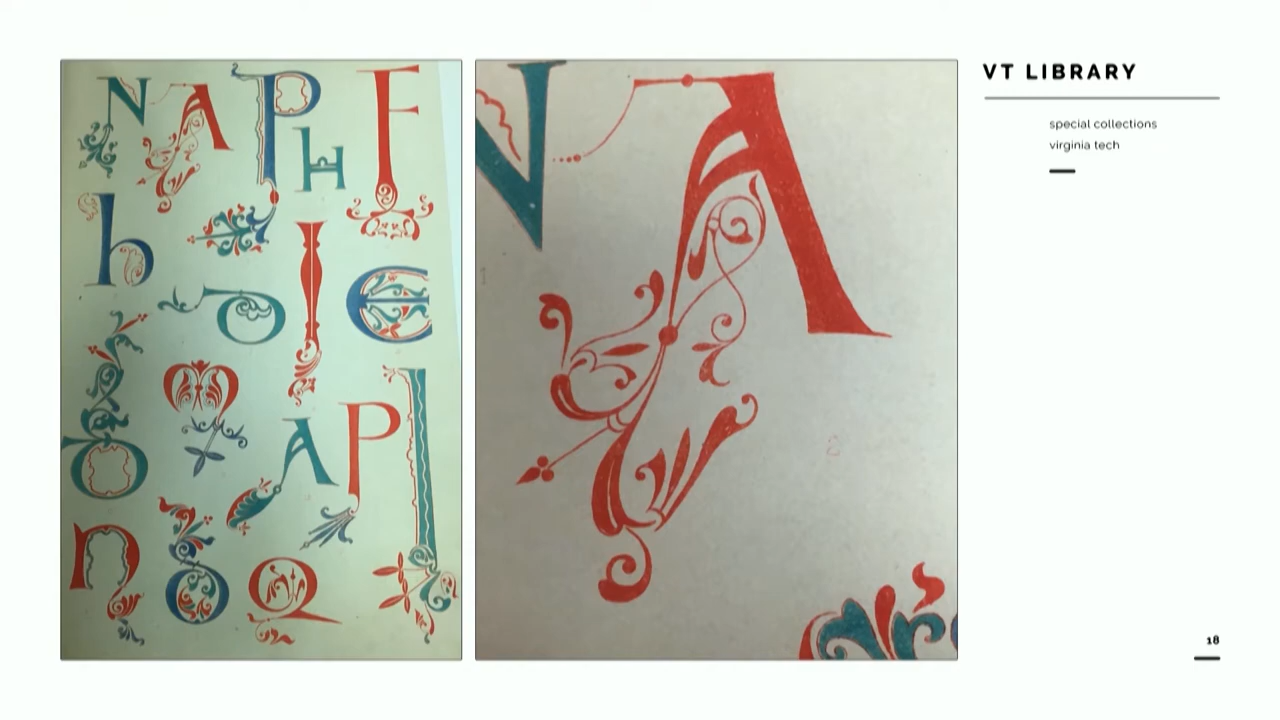 N A P H F
h
I E
A P
n Q
A
VT LIBRARY
special collections
virginia tech
18